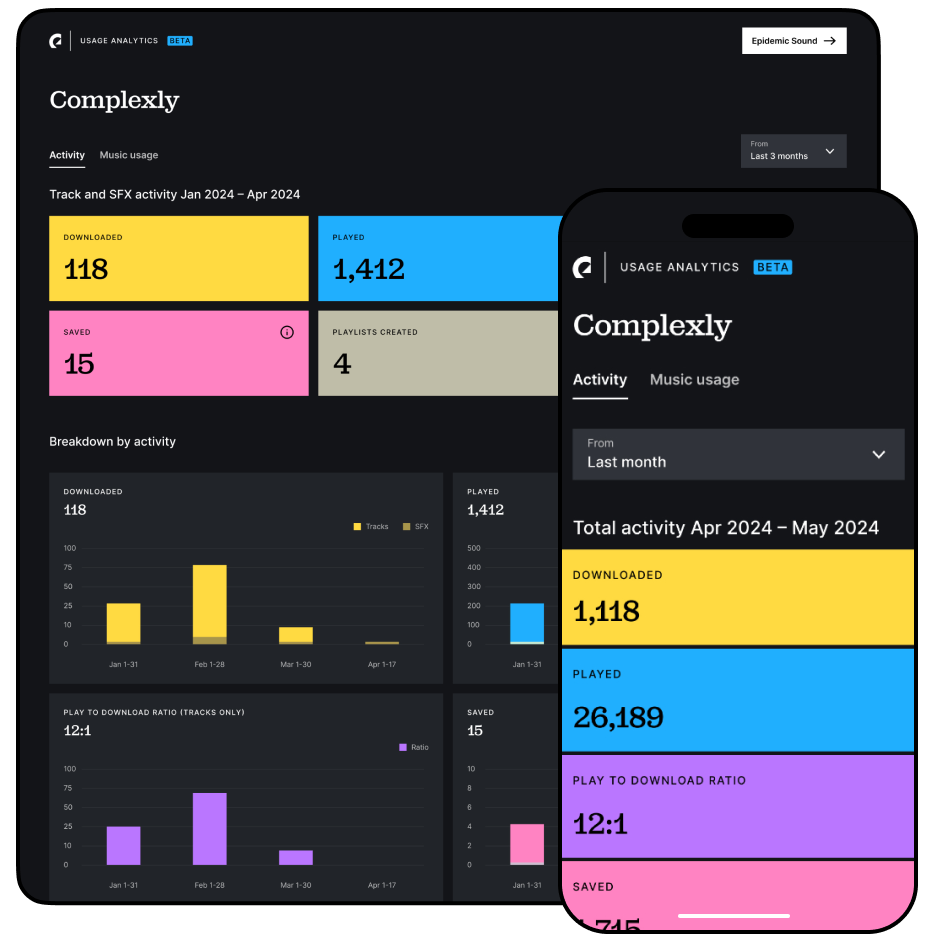 USAGE ANALYTICS BETA
Epidemic Sound →
Complexly
Activity Music usage
From
Last 3 months
Track and SFX activity Jan 2024 – Apr 2024
DOWNLOADED
118
PLAYED
1,412
SAVED
15
PLAYLISTS CREATED
4
Breakdown by activity
DOWNLOADED
118
Tracks SFX
100
75
50
25
10
0
Jan 1-31 Feb 1-28 Mar 1-30 Apr 1-17
PLAYED
1,412
500
400
300
200
100
0
Jan 1-31
PLAY TO DOWNLOAD RATIO (TRACKS ONLY)
12:1
Ratio
100
75
50
25
10
0
Jan 1-31 Feb 1-28 Mar 1-30 Apr 1-17
SAVED
15
10
8
6
4
2
0
Jan 1-31
USAGE ANALYTICS BETA
Complexly
Activity Music usage
From
Last month
Total activity Apr 2024 – May 2024
DOWNLOADED
1,118
PLAYED
26,189
PLAY TO DOWNLOAD RATIO
12:1
SAVED
1,715